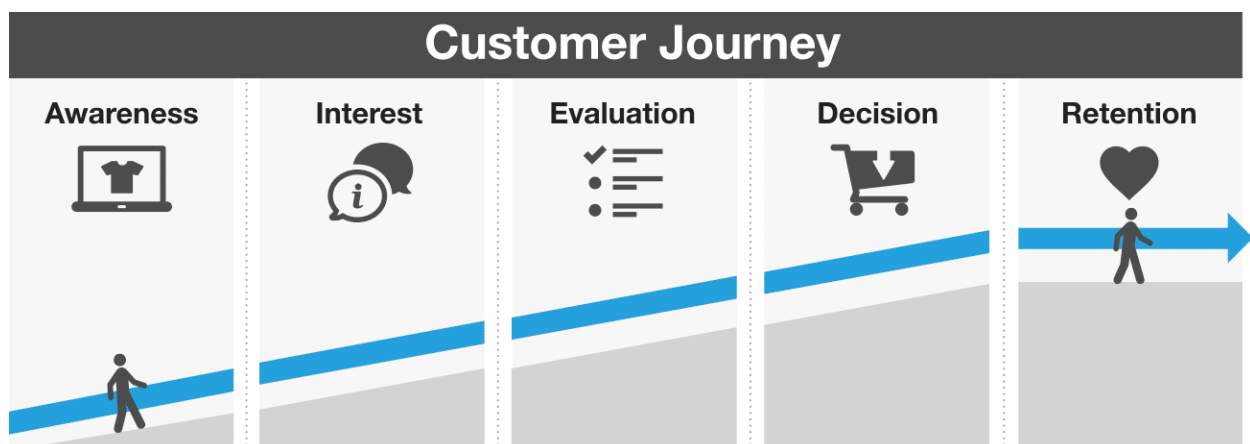 Customer Journey
Awareness
Interest
Evaluation
Decision
Retention
i